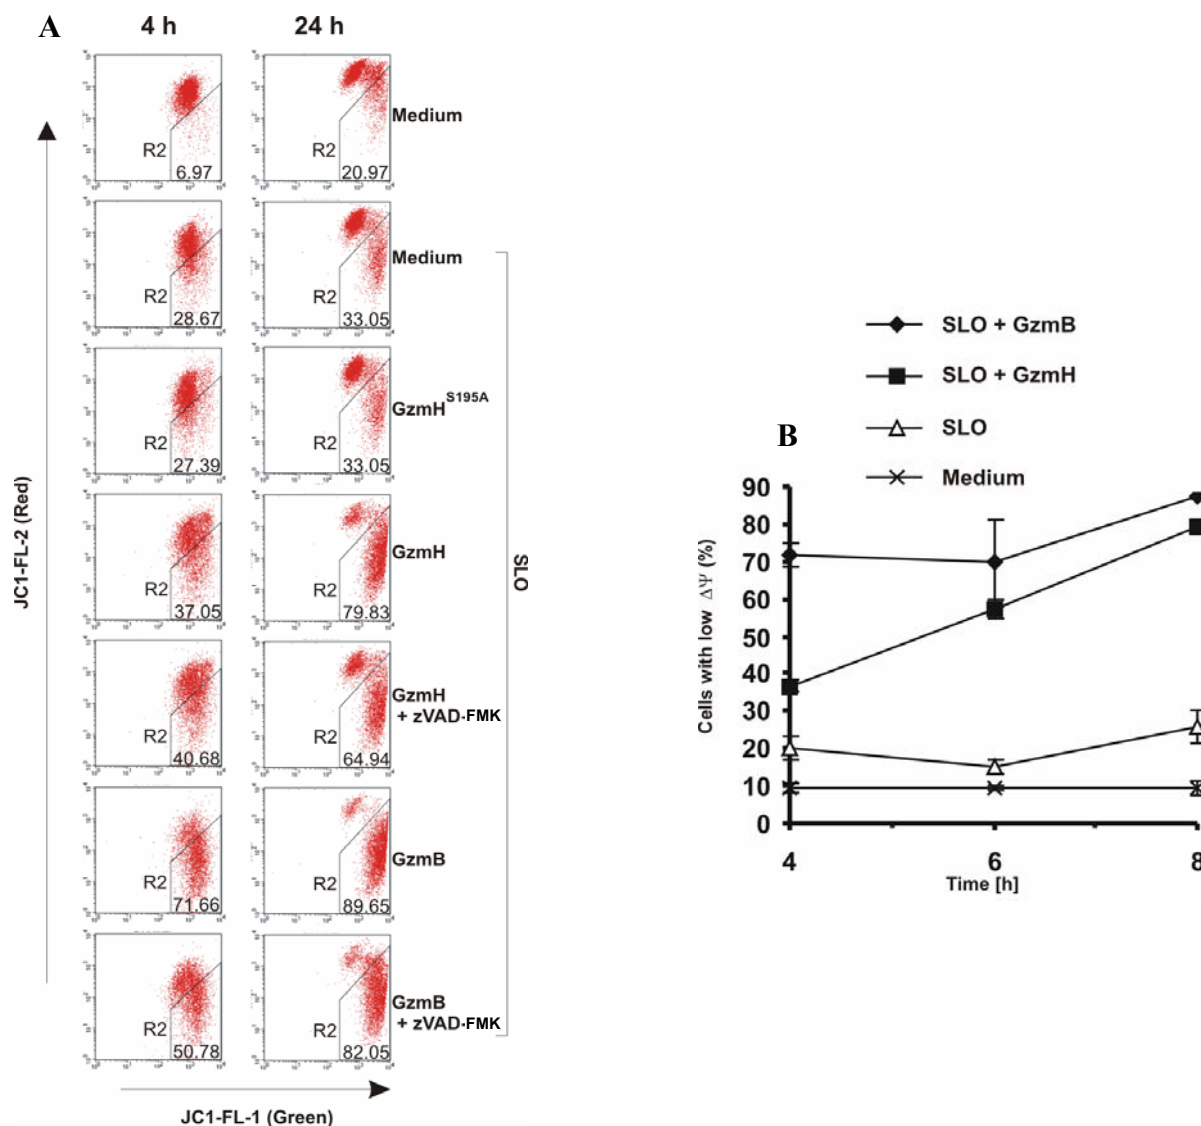 A
4 h 24 h
R2 6.97
R2 20.97
Medium
R2 28.67
R2 33.05
Medium
R2 27.39
R2 33.05
GzmH S195A
R2 37.05
R2 79.83
GzmH
R2 40.68
R2 64.94
GzmH
+ zVAD-FMK
R2 71.66
R2 89.65
GzmB
R2 50.78
R2 82.05
GzmB
+ zVAD-FMK
SLO
JC1-FL-2 (Red)
JC1-FL-1 (Green)
B
SLO + GzmB
SLO + GzmH
SLO
Medium
Cells with low ΔΨ (%)
90
80
70
60
50
40
30
20
10
0
4 6 8
Time [h]